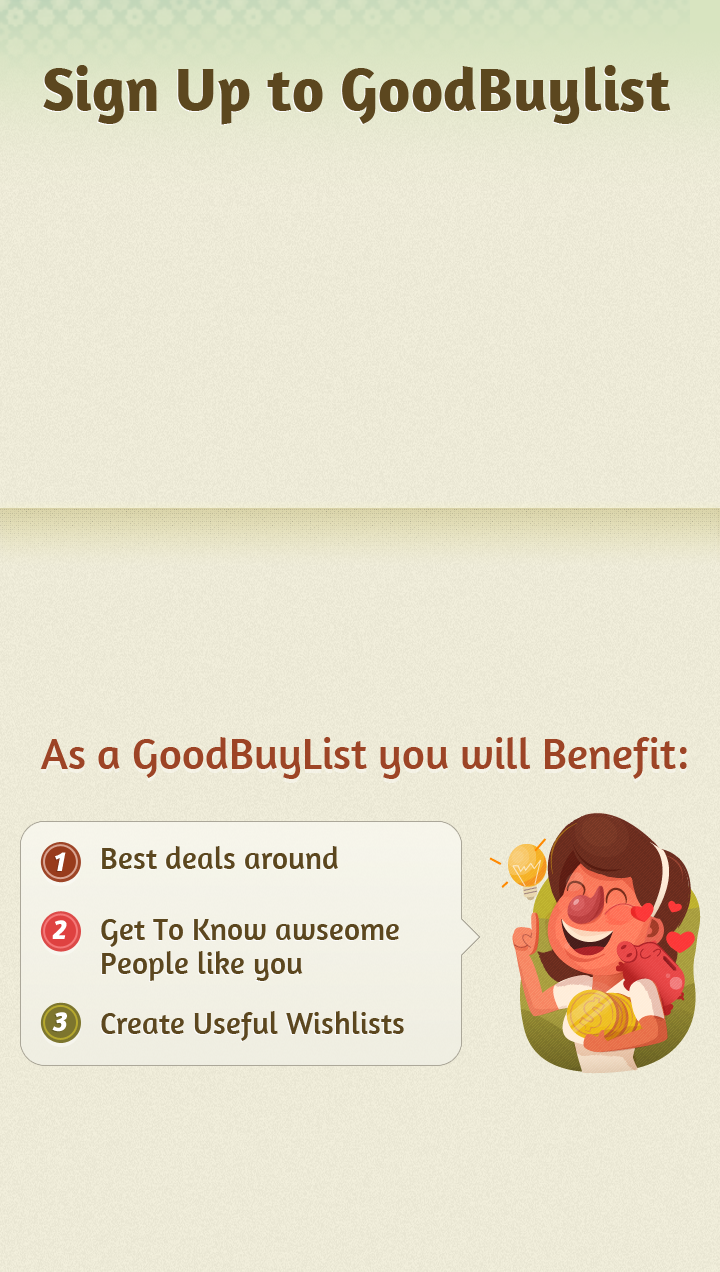 Sign Up to GoodBuylist
As a GoodBuyList you will Benefit:
1 Best deals around
2 Get To Know awseome
People like you
3 Create Useful Wishlists
$